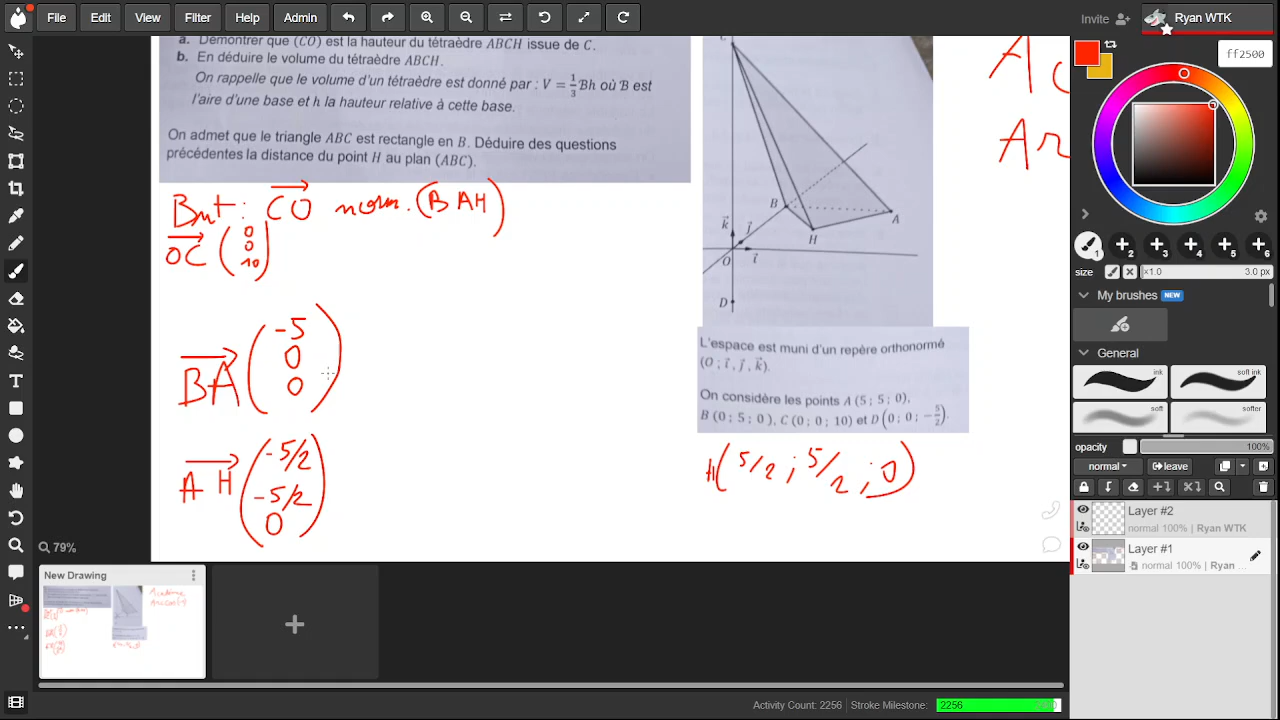 File Edit View Filter Help Admin
Invite Ryan WTK
ff2500
a. Démontrer que (CO) est la hauteur du tétraèdre ABCH issue de C.
b. En déduire le volume du tétraèdre ABCH.
On rappelle que le volume d'un tétraèdre est donné par : V = 1/3 Bh où B est
l'aire d'une base et h la hauteur relative à cette base.
On admet que le triangle ABC est rectangle en B. Déduire des questions
précédentes la distance du point H au plan (ABC).
But : CO norm. (BAH)
OC ( 0
0
10 )
BA ( -5
0
0 )
AH ( -5/2
-5/2
0 )
C
B
A
H
k j
O i
D
L'espace est muni d'un repère orthonormé
(O ; i , j , k).
On considère les points A (5 ; 5 ; 0),
B (0 ; 5 ; 0), C (0 ; 0 ; 10) et D (0 ; 0 ; -5/2).
H( 5/2 ; 5/2 ; 0)
1 2 3 4 5 6
size x1.0 3.0 px
My brushes NEW
General
ink soft ink
soft softer
opacity 100%
normal leave
Layer #2
normal 100% | Ryan WTK
Layer #1
normal 100% | Ryan ...
79%
New Drawing
Activity Count: 2256 Stroke Milestone: 2256